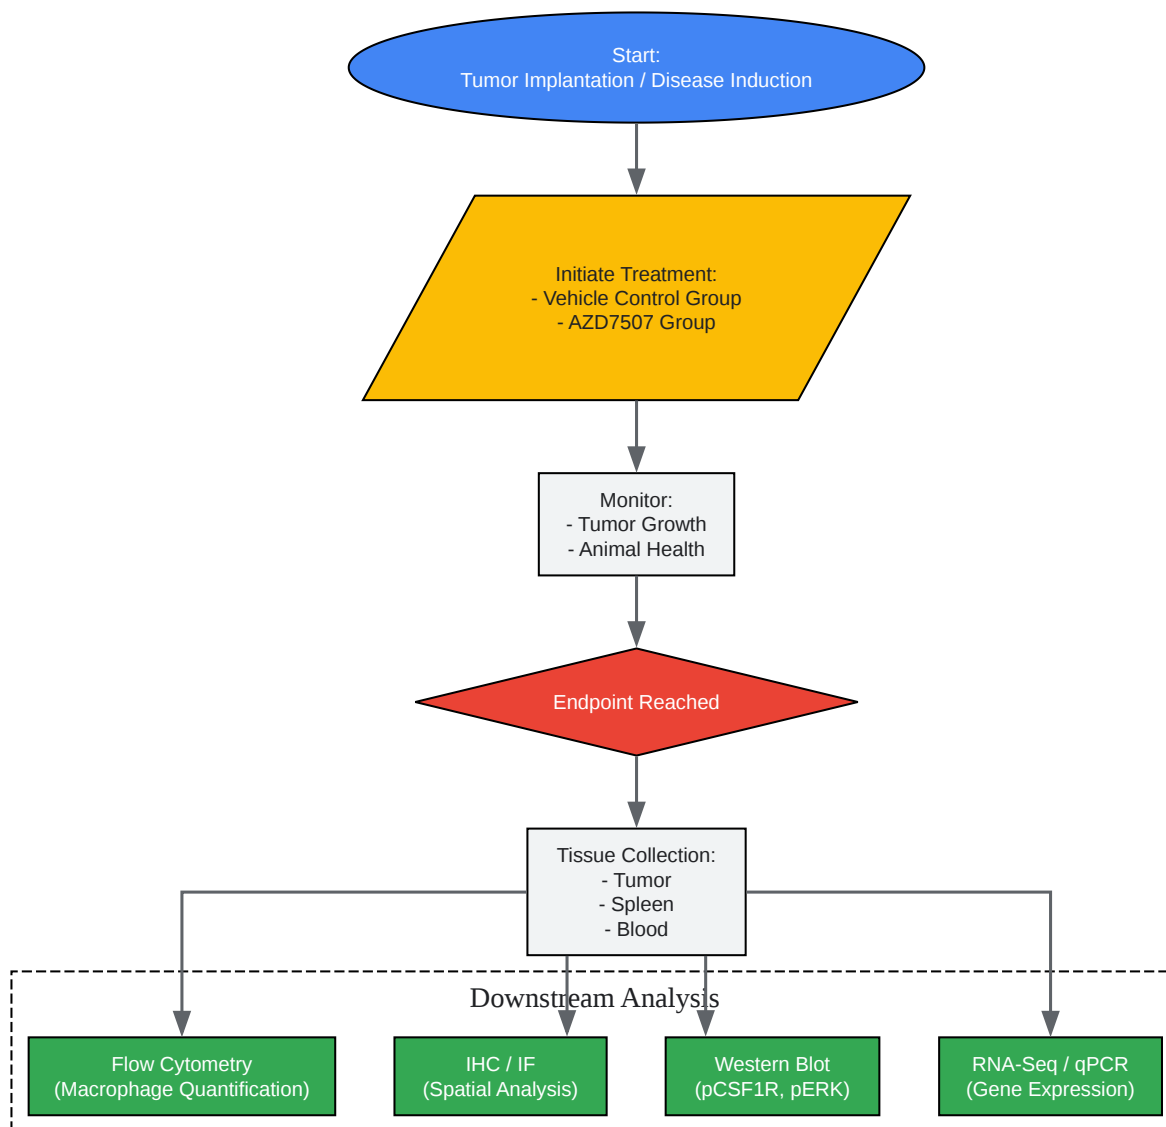 Start:
Tumor Implantation / Disease Induction
Initiate Treatment:
- Vehicle Control Group
- AZD7507 Group
Monitor:
- Tumor Growth
- Animal Health
Endpoint Reached
Tissue Collection:
- Tumor
- Spleen
- Blood
Downstream Analysis
Flow Cytometry
(Macrophage Quantification)
IHC / IF
(Spatial Analysis)
Western Blot
(pCSF1R, pERK)
RNA-Seq / qPCR
(Gene Expression)